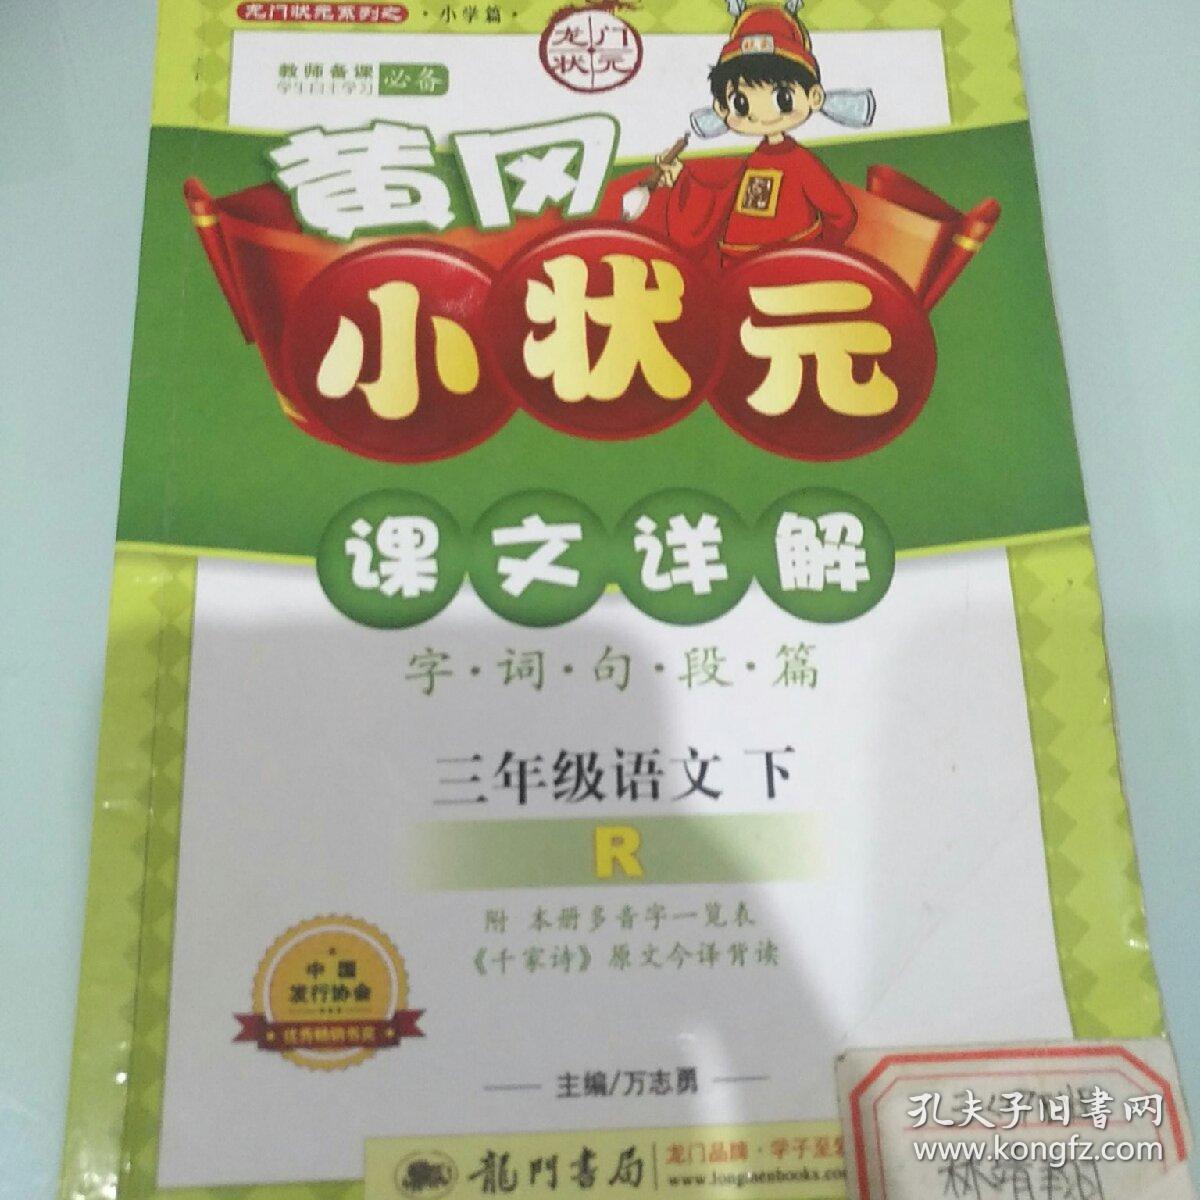 龙门状元系列之 ·小学篇·
龙门状元
教师备课
学生自主学习
必备
黄冈
小状元
课文详解
字·词·句·段·篇
三年级语文 下
R
附 本册多音字一览表
《千家诗》原文今译背读
中国
发行协会
优秀畅销书奖
主编/万志勇
龍門書局
龙门品牌·学子至爱
www.longmenbooks.com
孔夫子旧书网
www.kongfz.com